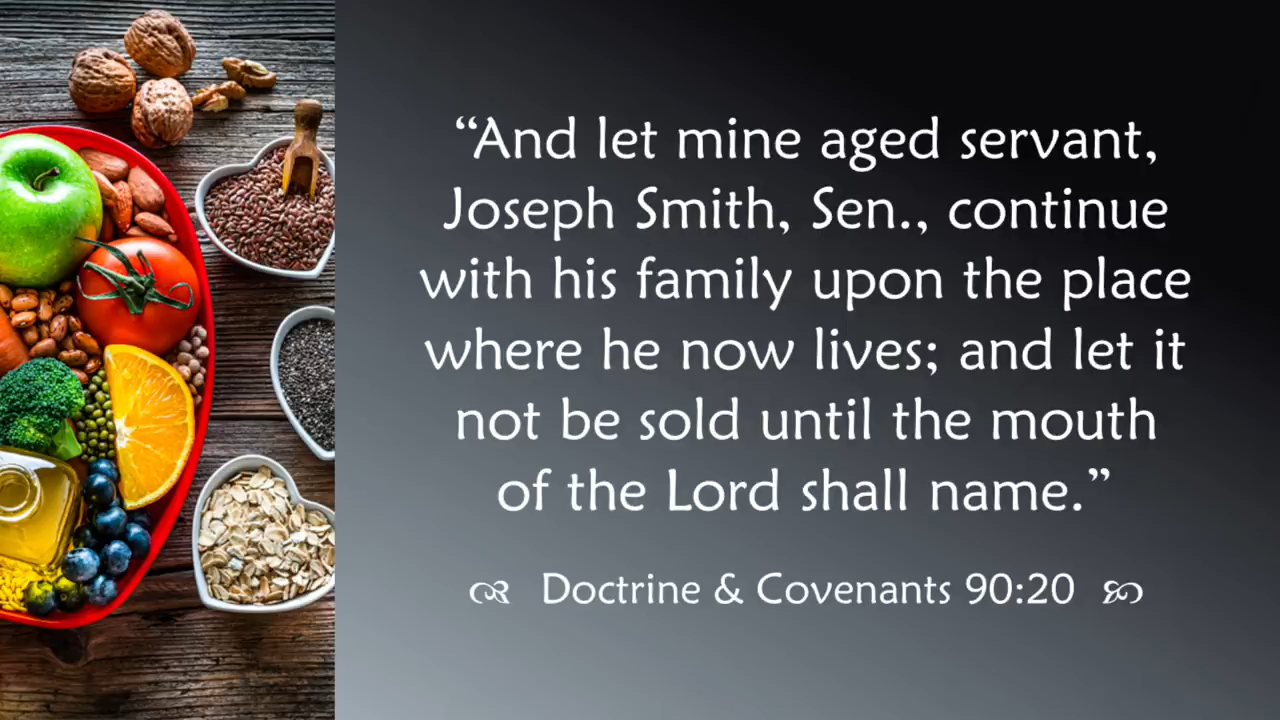 “And let mine aged servant,
Joseph Smith, Sen., continue
with his family upon the place
where he now lives; and let it
not be sold until the mouth
of the Lord shall name.”
Doctrine & Covenants 90:20